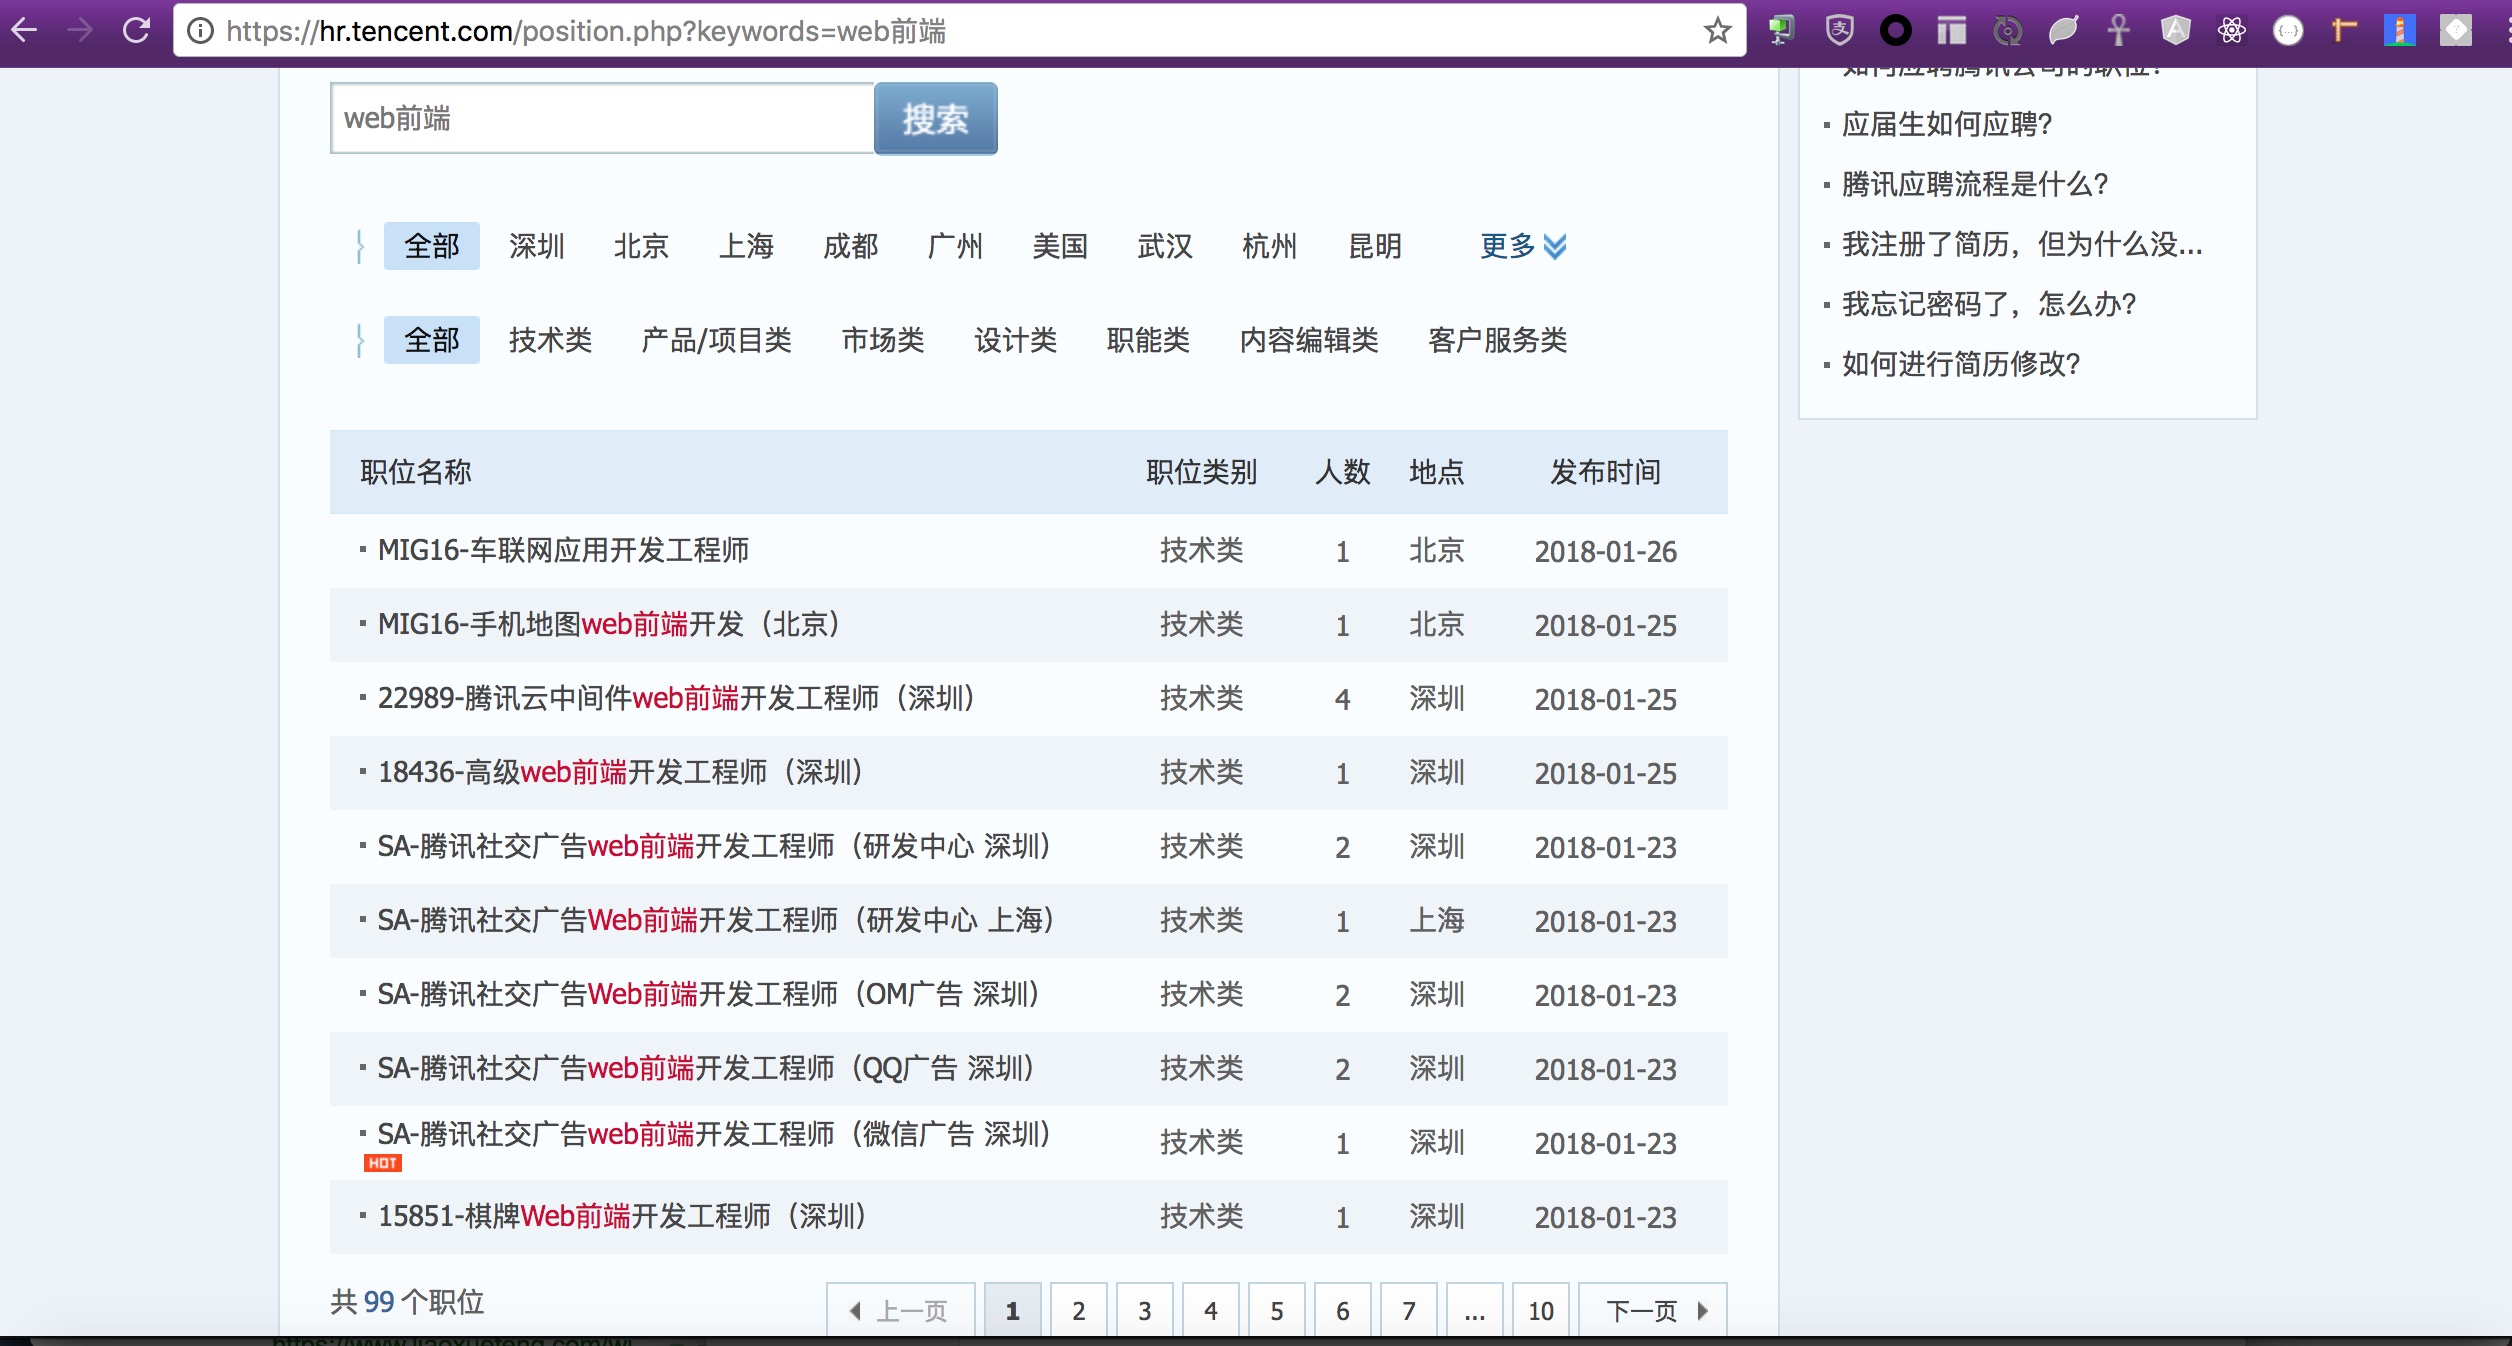 https://hr.tencent.com/position.php?keywords=web前端
web前端 搜索
全部 深圳 北京 上海 成都 广州 美国 武汉 杭州 昆明 更多
全部 技术类 产品/项目类 市场类 设计类 职能类 内容编辑类 客户服务类
职位名称 职位类别 人数 地点 发布时间
MIG16-车联网应用开发工程师 技术类 1 北京 2018-01-26
MIG16-手机地图web前端开发（北京） 技术类 1 北京 2018-01-25
22989-腾讯云中间件web前端开发工程师（深圳） 技术类 4 深圳 2018-01-25
18436-高级web前端开发工程师（深圳） 技术类 1 深圳 2018-01-25
SA-腾讯社交广告web前端开发工程师（研发中心 深圳） 技术类 2 深圳 2018-01-23
SA-腾讯社交广告Web前端开发工程师（研发中心 上海） 技术类 1 上海 2018-01-23
SA-腾讯社交广告Web前端开发工程师（OM广告 深圳） 技术类 2 深圳 2018-01-23
SA-腾讯社交广告web前端开发工程师（QQ广告 深圳） 技术类 2 深圳 2018-01-23
SA-腾讯社交广告web前端开发工程师（微信广告 深圳） 技术类 1 深圳 2018-01-23
HOT
15851-棋牌Web前端开发工程师（深圳） 技术类 1 深圳 2018-01-23
共 99 个职位
上一页 1 2 3 4 5 6 7 ... 10 下一页
如何应聘腾讯公司的职位?
应届生如何应聘?
腾讯应聘流程是什么?
我注册了简历，但为什么没...
我忘记密码了，怎么办?
如何进行简历修改?